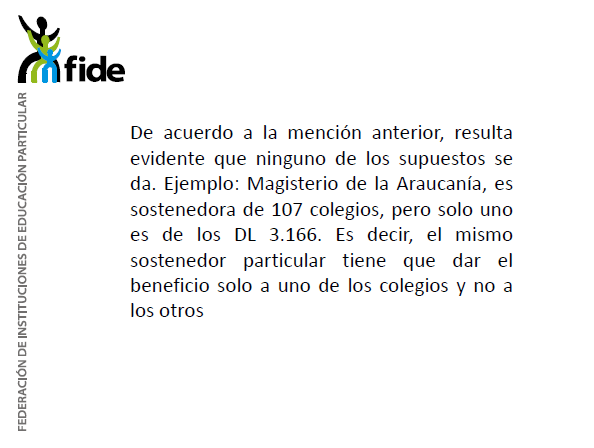 fide
FEDERACIÓN DE INSTITUCIONES DE EDUCACIÓN PARTICULAR
De acuerdo a la mención anterior, resulta
evidente que ninguno de los supuestos se
da. Ejemplo: Magisterio de la Araucanía, es
sostenedora de 107 colegios, pero solo uno
es de los DL 3.166. Es decir, el mismo
sostenedor particular tiene que dar el
beneficio solo a uno de los colegios y no a
los otros